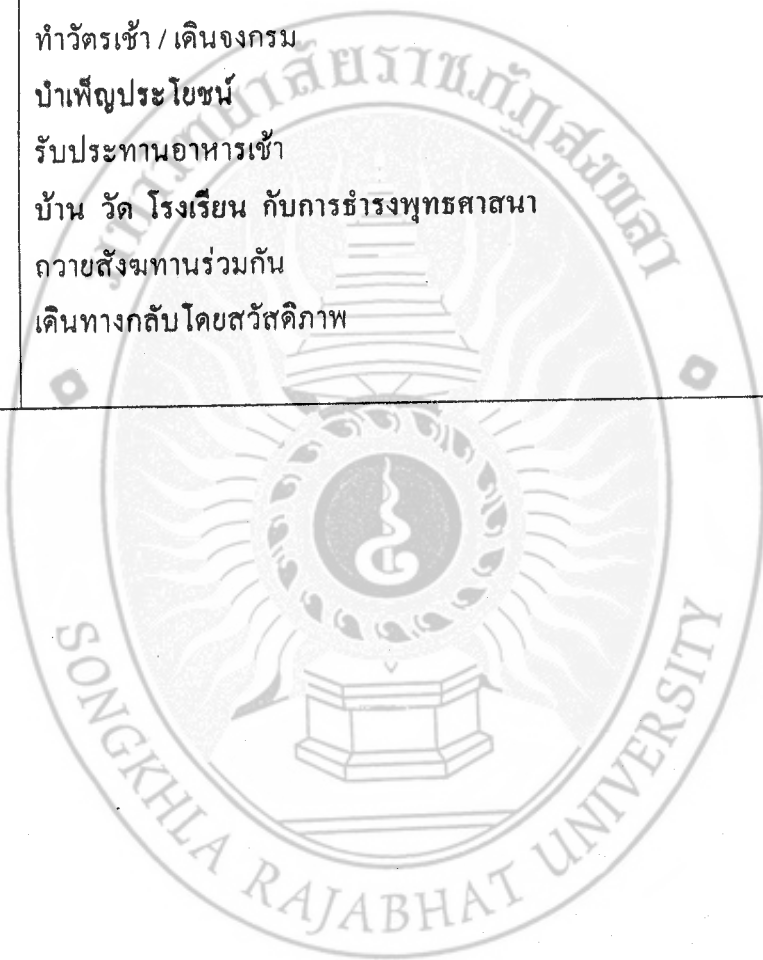 ทำวัตรเช้า / เดินจงกรม
บำเพ็ญประโยชน์
รับประทานอาหารเช้า
บ้าน วัด โรงเรียน กับการธำรงพุทธศาสนา
ถวายสังฆทานร่วมกัน
เดินทางกลับโดยสวัสดิภาพ
มหาวิทยาลัยราชภัฏสงขลา
SONGKHLA RAJABHAT UNIVERSITY